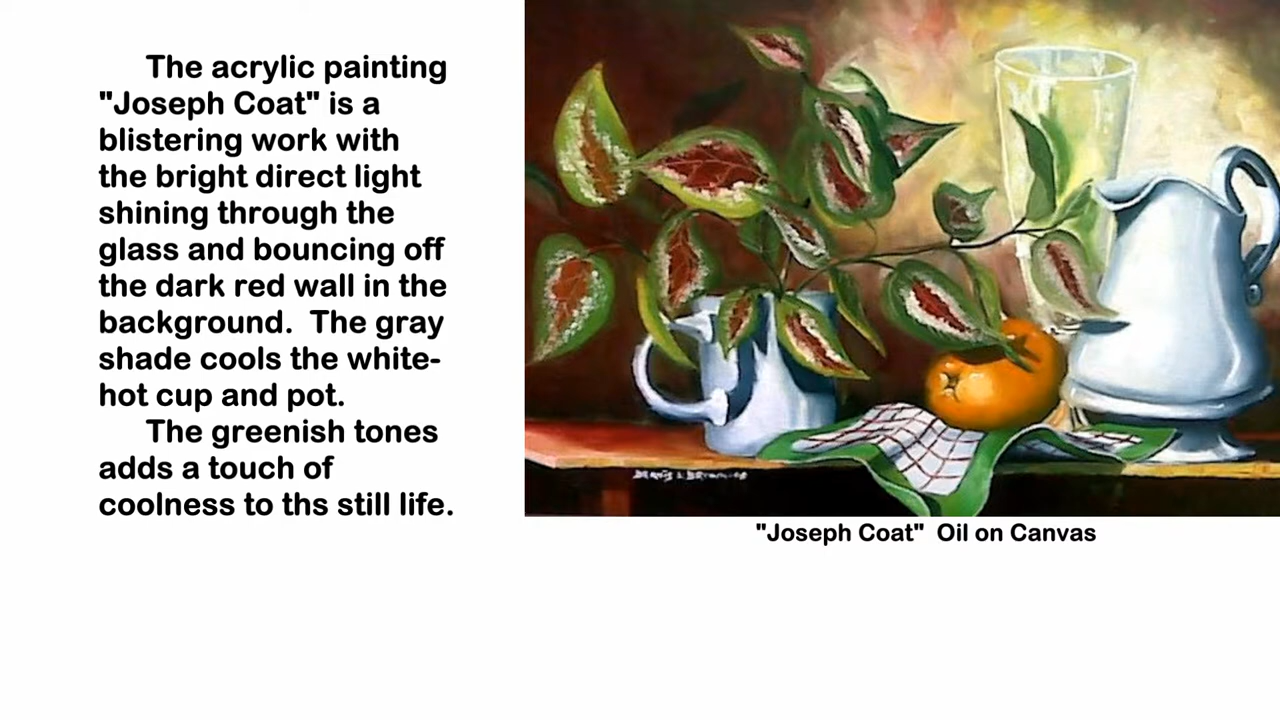 The acrylic painting
"Joseph Coat" is a
blistering work with
the bright direct light
shining through the
glass and bouncing off
the dark red wall in the
background.  The gray
shade cools the white-
hot cup and pot.
The greenish tones
adds a touch of
coolness to ths still life.
"Joseph Coat"  Oil on Canvas